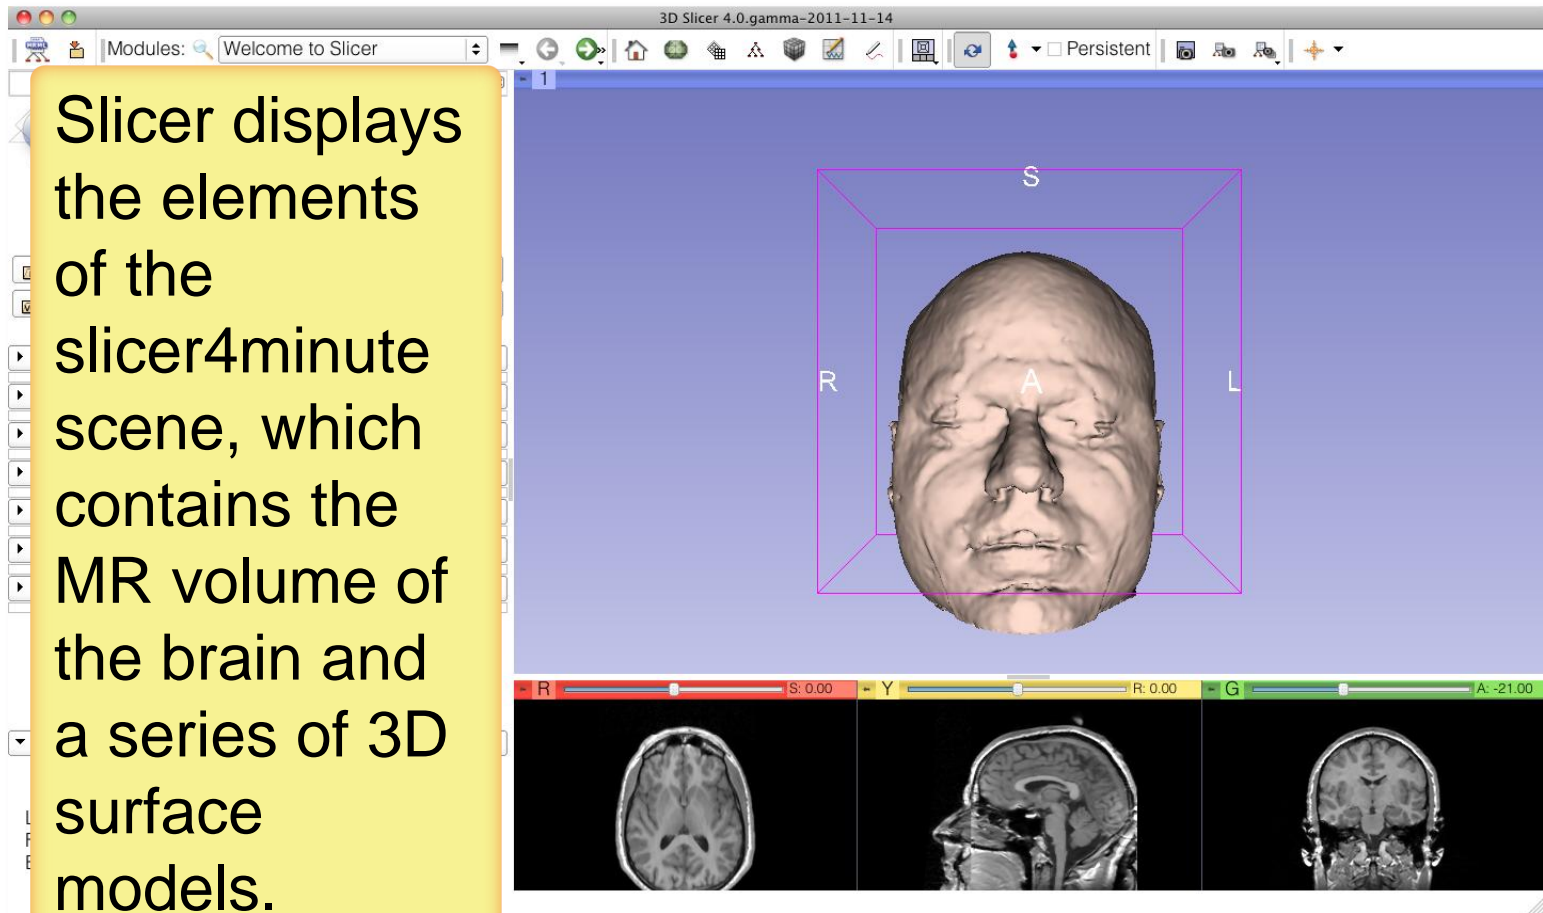 3D Slicer 4.0.gamma-2011-11-14
Modules: Welcome to Slicer
Persistent
1
Slicer displays
the elements
of the
slicer4minute
scene, which
contains the
MR volume of
the brain and
a series of 3D
surface
models.
S
R
A
L
R S: 0.00
Y R: 0.00
G A: -21.00